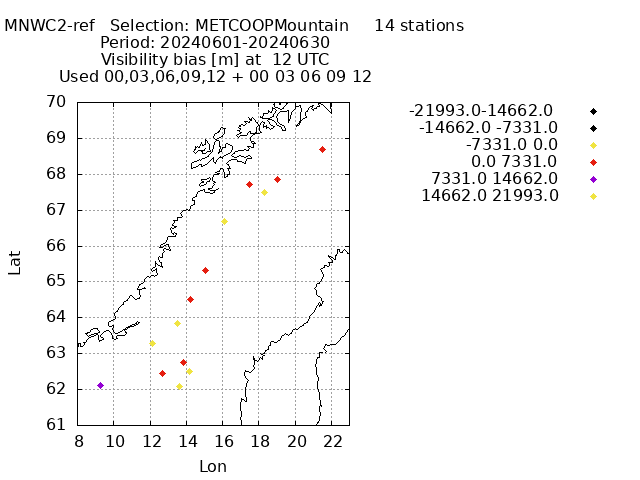 MNWC2-ref Selection: METCOOPMountain 14 stations
Period: 20240601-20240630
Visibility bias [m] at 12 UTC
Used 00,03,06,09,12 + 00 03 06 09 12
-21993.0-14662.0
-14662.0 -7331.0
-7331.0 0.0
0.0 7331.0
7331.0 14662.0
14662.0 21993.0
70
69
68
67
66
65
64
63
62
61
Lat
8 10 12 14 16 18 20 22
Lon